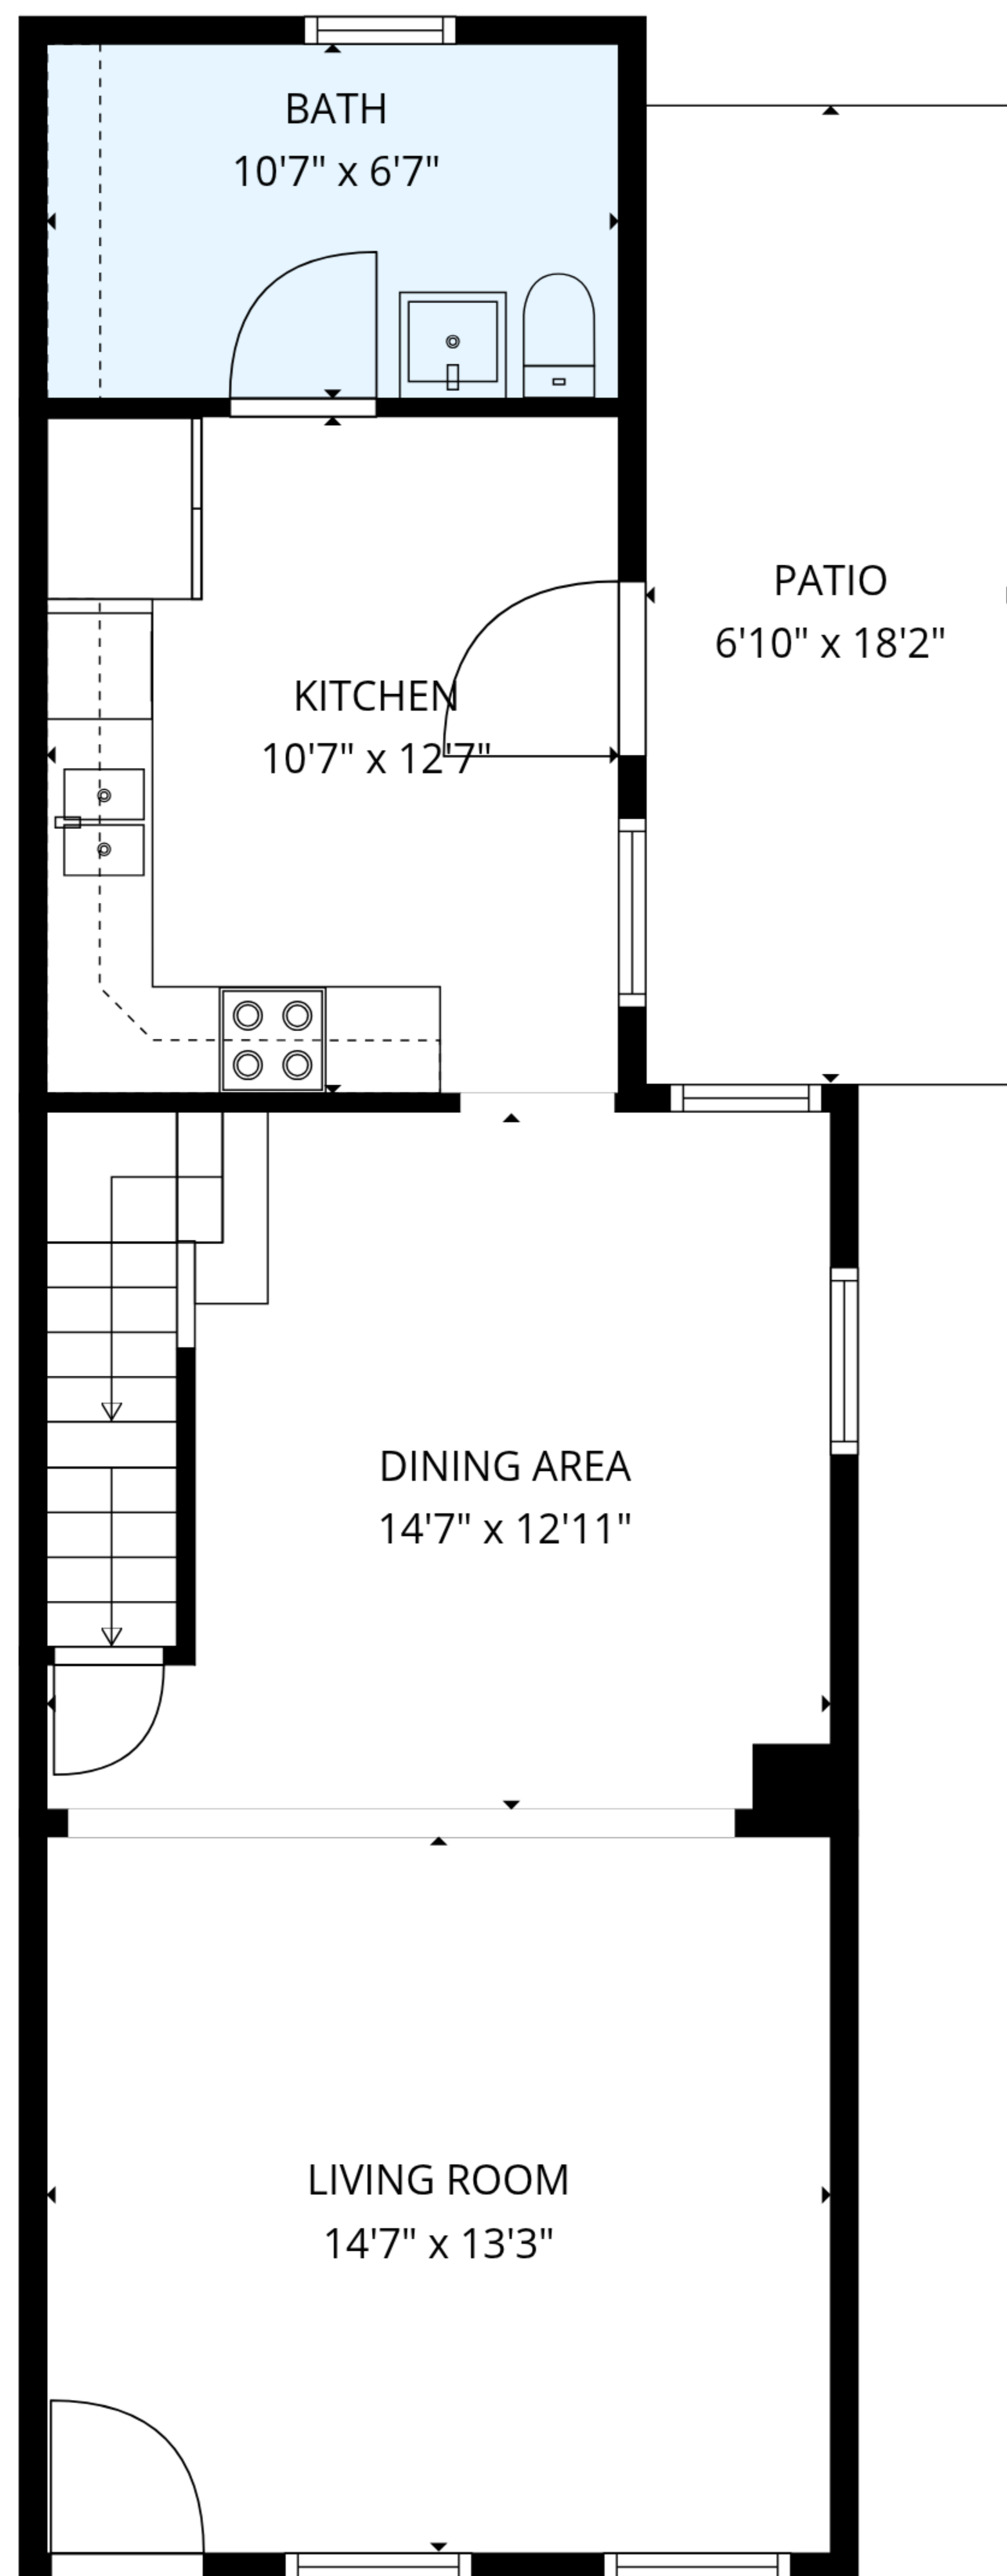 BATH
10'7" x 6'7"
PATIO
6'10" x 18'2"
KITCHEN
10'7" x 12'7"
DINING AREA
14'7" x 12'11"
LIVING ROOM
14'7" x 13'3"